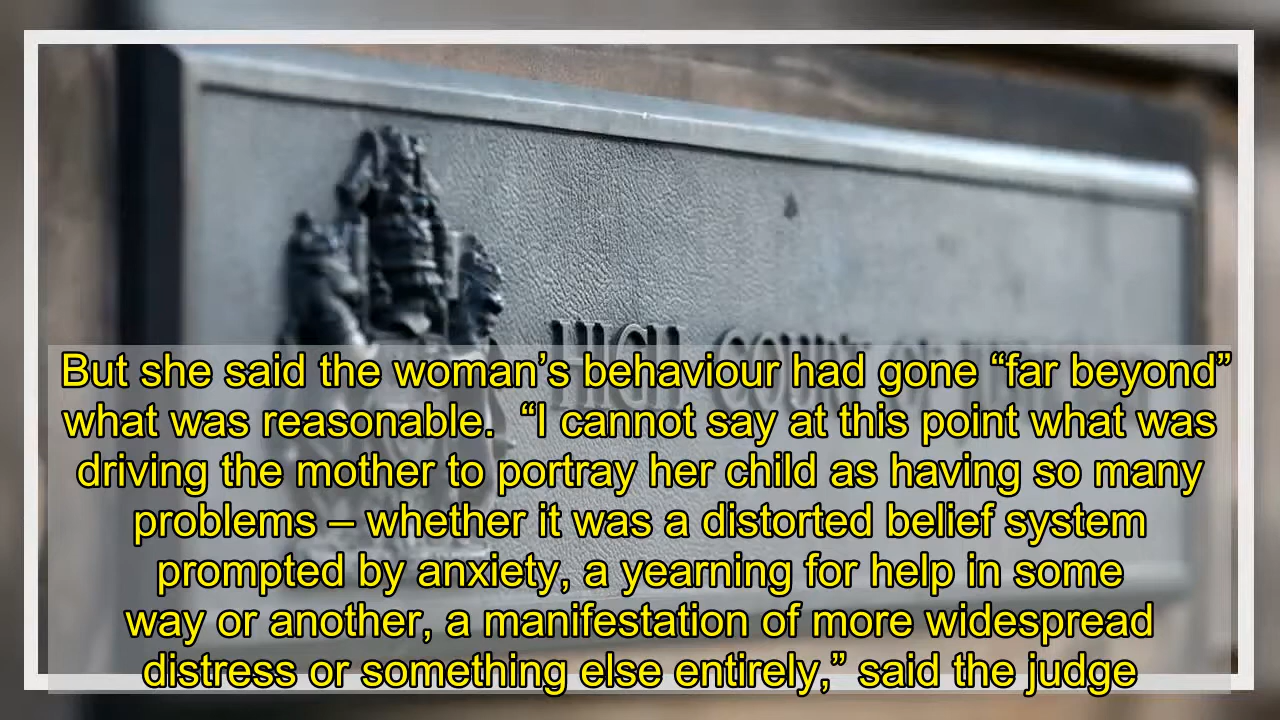 HIGH COURT
But she said the woman’s behaviour had gone “far beyond”
what was reasonable.  “I cannot say at this point what was
driving the mother to portray her child as having so many
problems – whether it was a distorted belief system
prompted by anxiety, a yearning for help in some
way or another, a manifestation of more widespread
distress or something else entirely,” said the judge